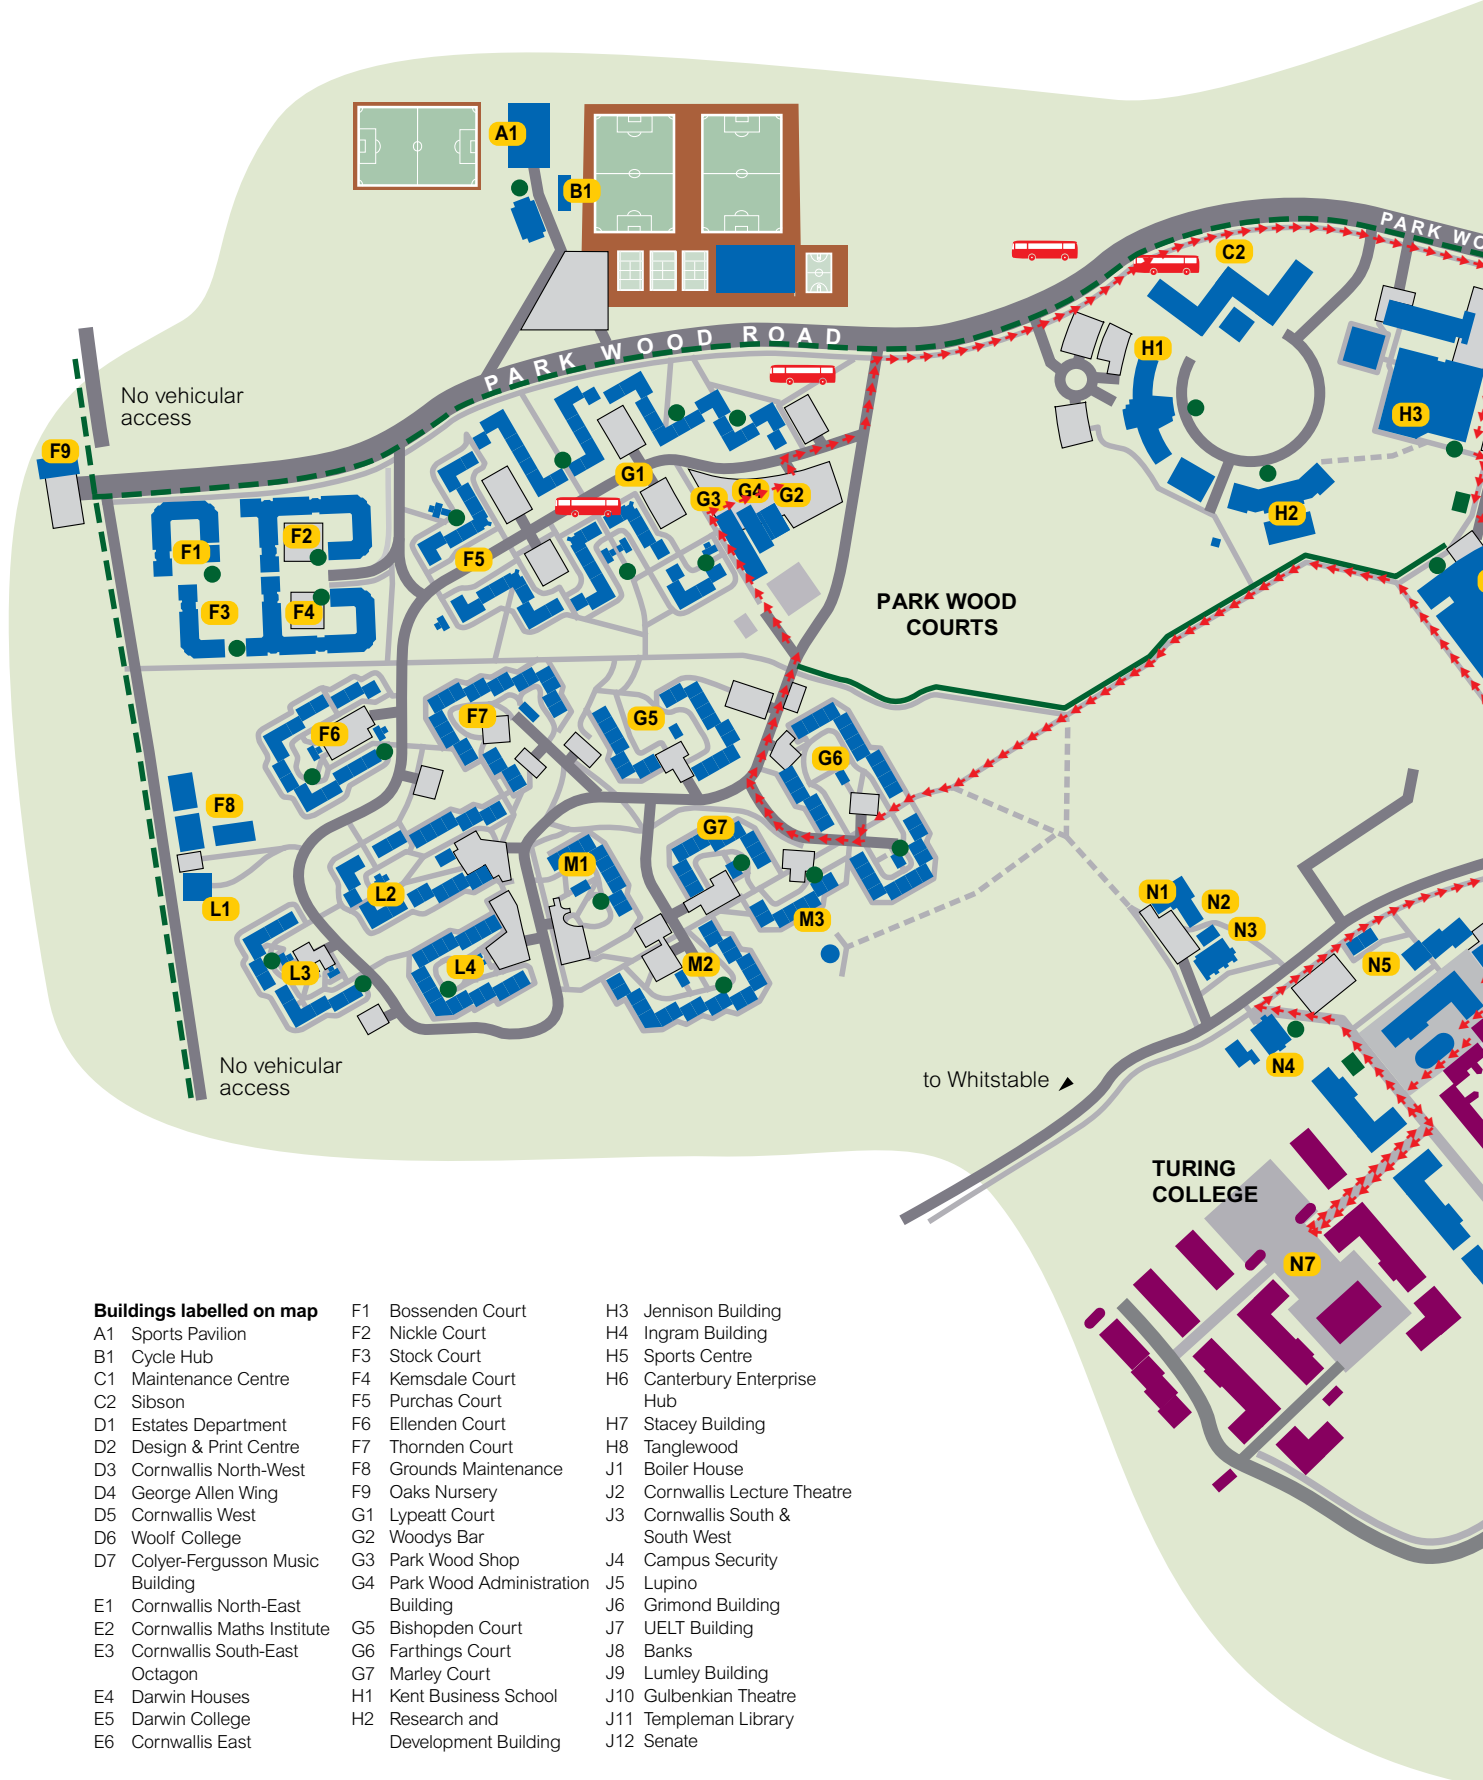 A1
B1
PARK WO
C2
PARK WOOD ROAD
H1
No vehicular
access
H3
F9
G1
G3
G4
G2
H2
F2
F1
F5
F4
F3
PARK WOOD
COURTS
F7
G5
F6
G6
F8
G7
M1
L2
L1
M3
N1
N2
N3
L3
L4
M2
N5
No vehicular
access
to Whitstable
N4
TURING
COLLEGE
N7
Buildings labelled on map
A1 Sports Pavilion
B1 Cycle Hub
C1 Maintenance Centre
C2 Sibson
D1 Estates Department
D2 Design & Print Centre
D3 Cornwallis North-West
D4 George Allen Wing
D5 Cornwallis West
D6 Woolf College
D7 Colyer-Fergusson Music
Building
E1 Cornwallis North-East
E2 Cornwallis Maths Institute
E3 Cornwallis South-East
Octagon
E4 Darwin Houses
E5 Darwin College
E6 Cornwallis East
F1 Bossenden Court
F2 Nickle Court
F3 Stock Court
F4 Kemsdale Court
F5 Purchas Court
F6 Ellenden Court
F7 Thornden Court
F8 Grounds Maintenance
F9 Oaks Nursery
G1 Lypeatt Court
G2 Woodys Bar
G3 Park Wood Shop
G4 Park Wood Administration
Building
G5 Bishopden Court
G6 Farthings Court
G7 Marley Court
H1 Kent Business School
H2 Research and
Development Building
H3 Jennison Building
H4 Ingram Building
H5 Sports Centre
H6 Canterbury Enterprise
Hub
H7 Stacey Building
H8 Tanglewood
J1 Boiler House
J2 Cornwallis Lecture Theatre
J3 Cornwallis South &
South West
J4 Campus Security
J5 Lupino
J6 Grimond Building
J7 UELT Building
J8 Banks
J9 Lumley Building
J10 Gulbenkian Theatre
J11 Templeman Library
J12 Senate